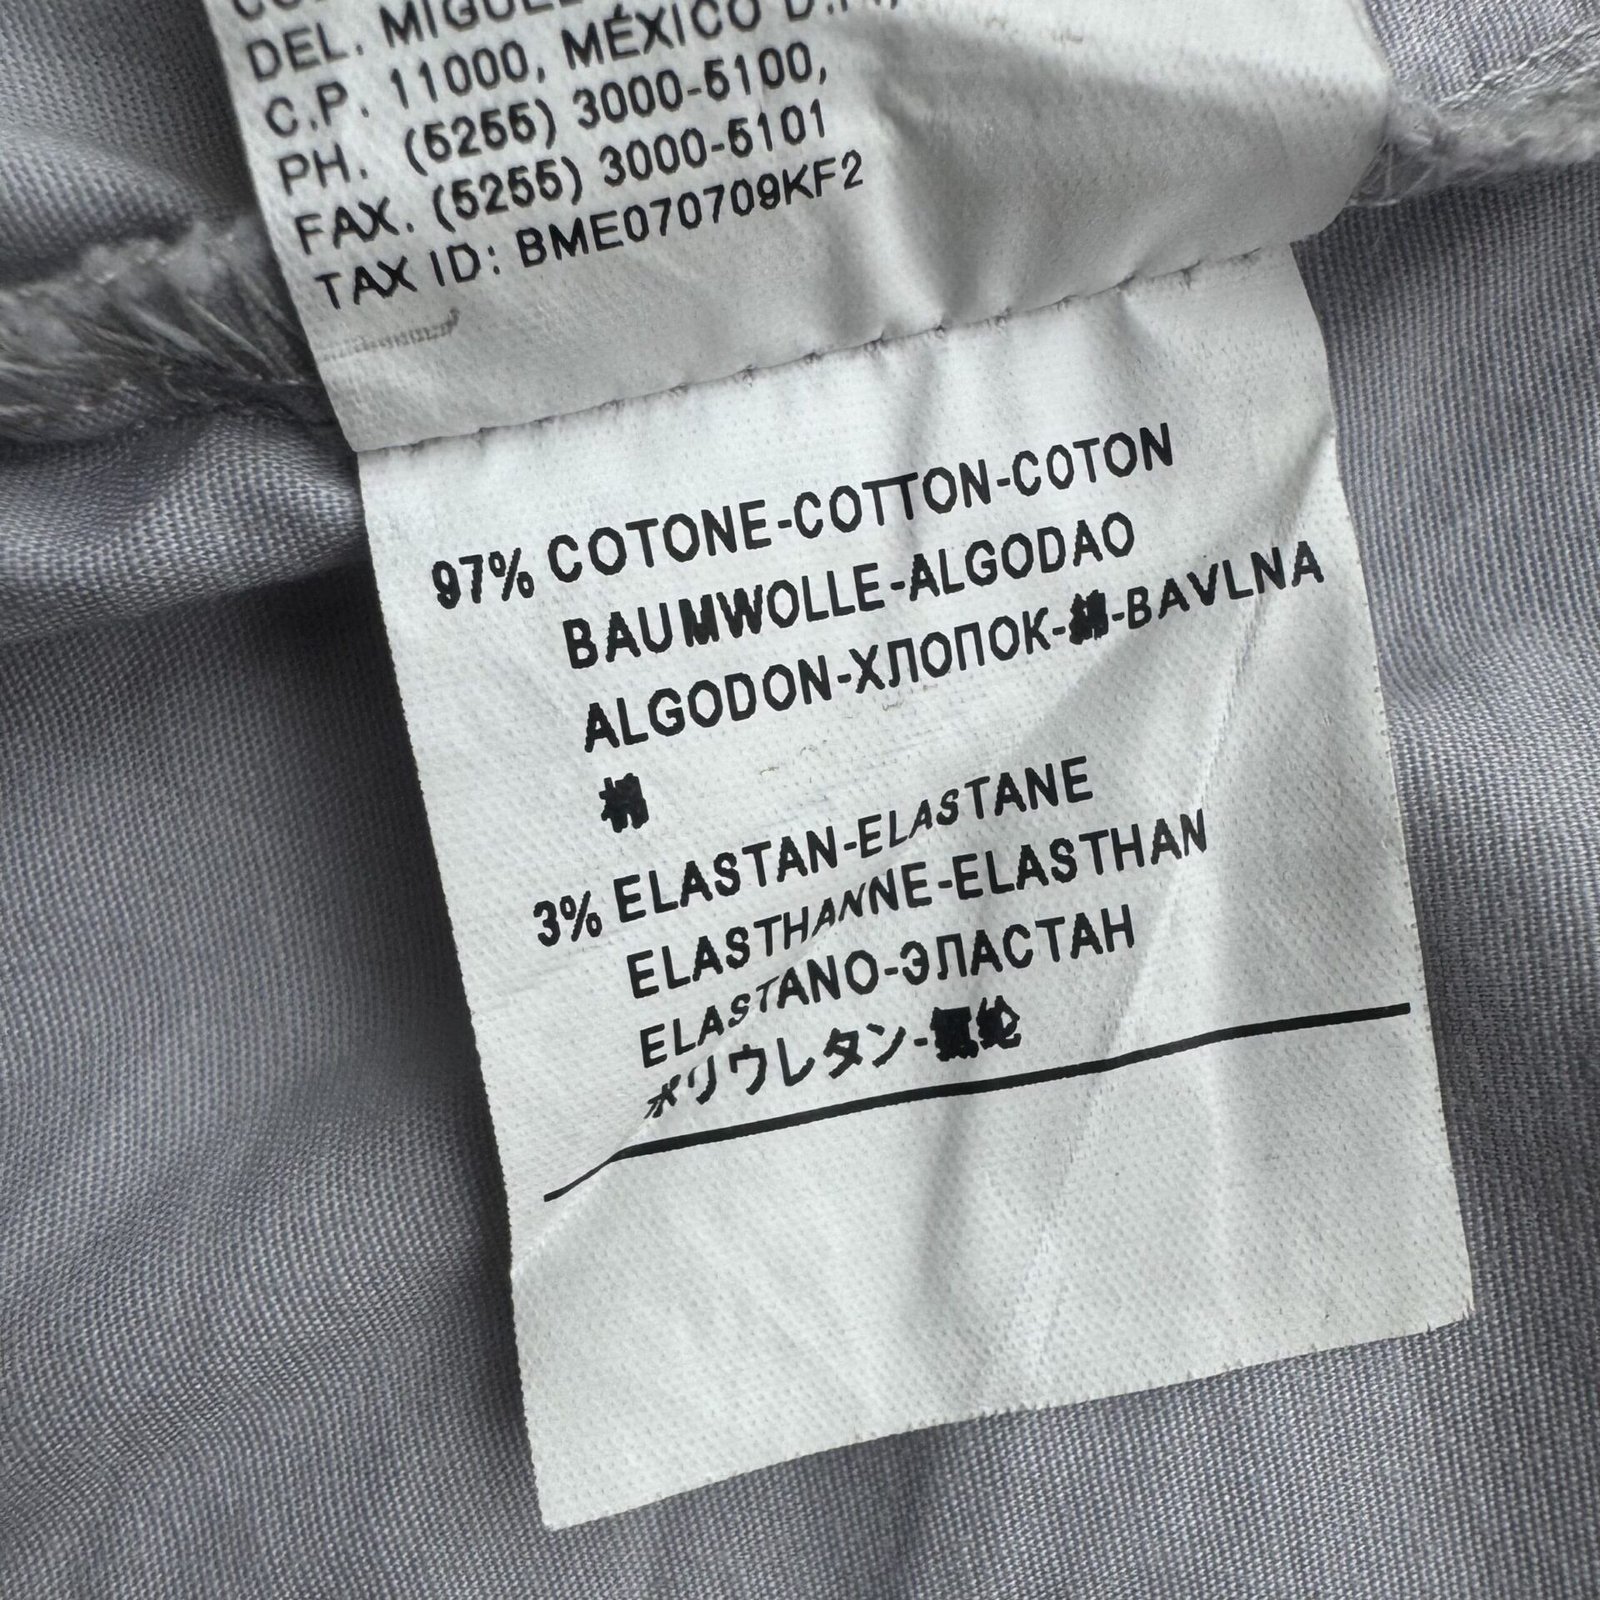 DEL. MIGUEL
C.P. 11000, MÉXICO D.F.,
PH. (5255) 3000-5100,
FAX. (5255) 3000-5101
TAX ID: BME070709KF2
97% COTONE-COTTON-COTON
BAUMWOLLE-ALGODAO
ALGODON-ХЛОПОК-綿-BAVLNA
棉
3% ELASTAN-ELASTANE
ELASTHANNE-ELASTHAN
ELASTANO-ЭЛАСТАН
ポリウレタン-氨纶